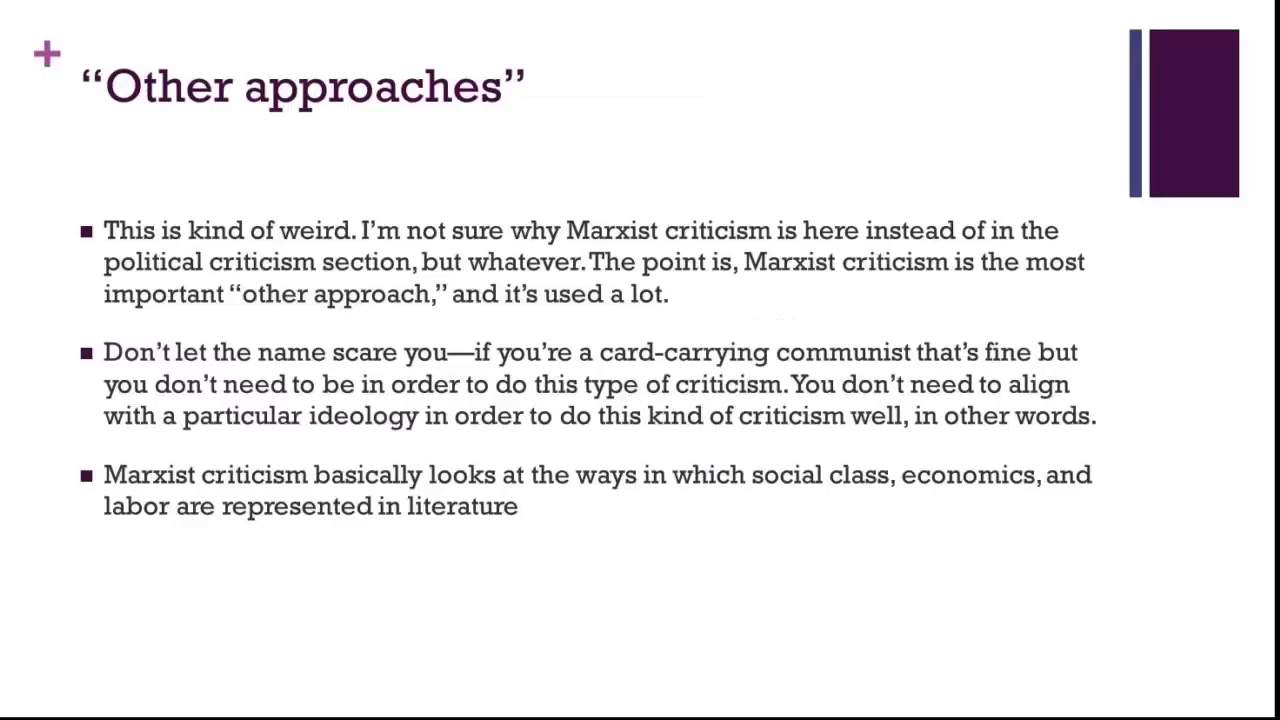 +
“Other approaches”
■ This is kind of weird. I’m not sure why Marxist criticism is here instead of in the
political criticism section, but whatever. The point is, Marxist criticism is the most
important “other approach,” and it’s used a lot.
■ Don’t let the name scare you—if you’re a card-carrying communist that’s fine but
you don’t need to be in order to do this type of criticism. You don’t need to align
with a particular ideology in order to do this kind of criticism well, in other words.
■ Marxist criticism basically looks at the ways in which social class, economics, and
labor are represented in literature